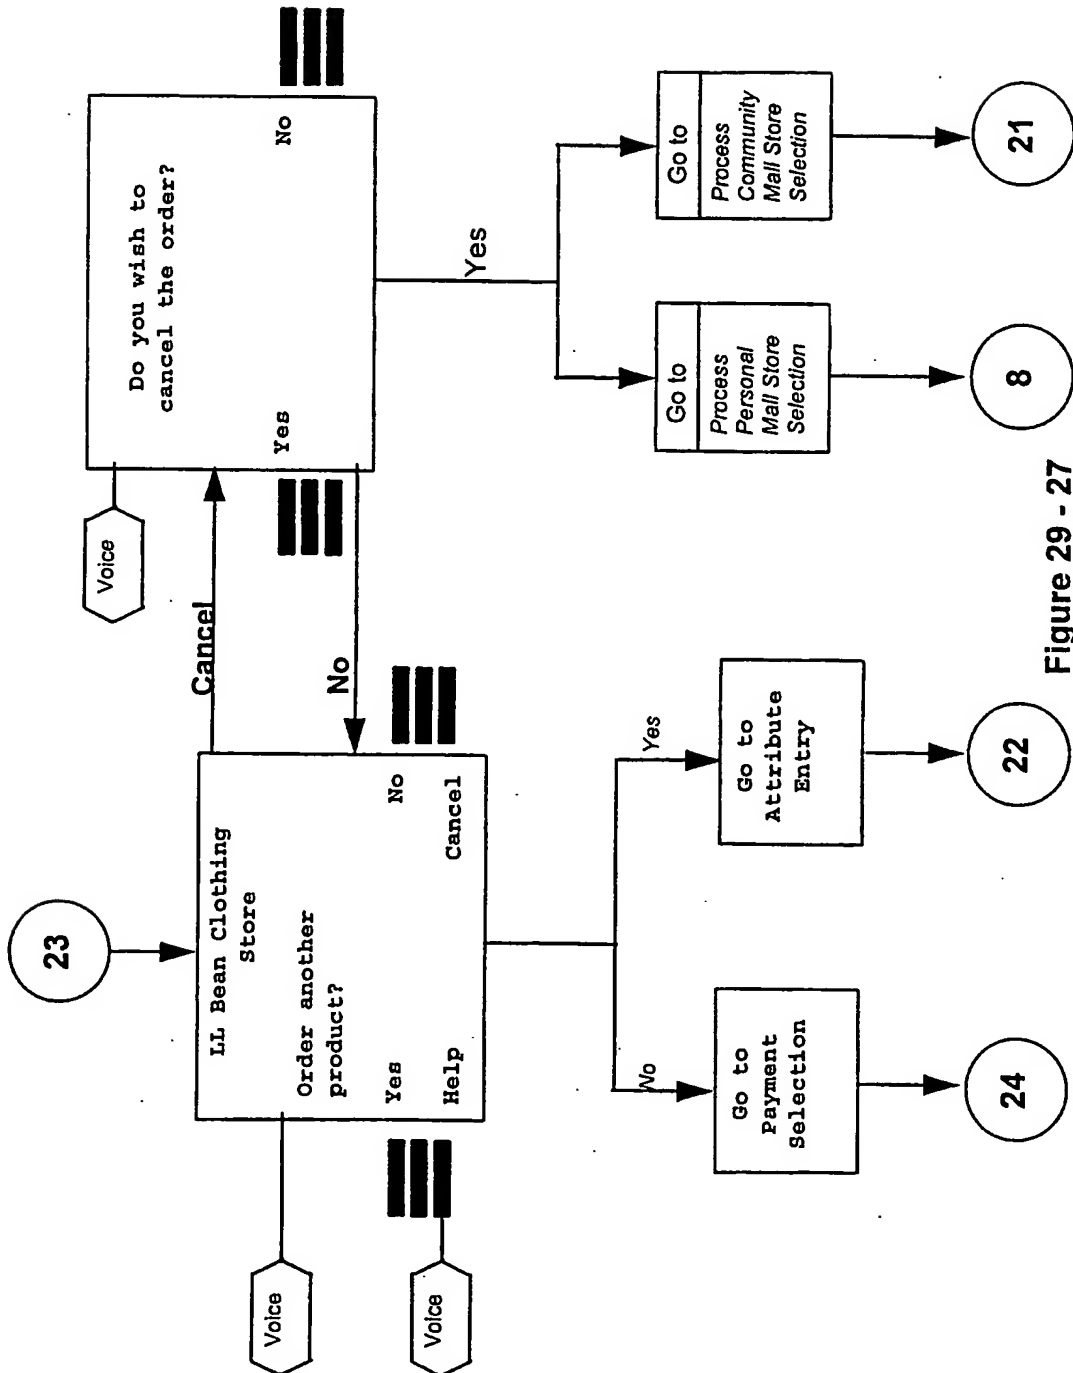 23
LL Bean Clothing
Store
Order another
product?
Yes
No
Help
Cancel
Voice
Voice
Cancel
No
Voice
Do you wish to
cancel the order?
Yes
No
No
Yes
Go to
Payment
Selection
Go to
Attribute
Entry
24
22
Yes
Go to
Process
Personal
Mall Store
Selection
Go to
Process
Community
Mall Store
Selection
8
21
Figure 29 - 27